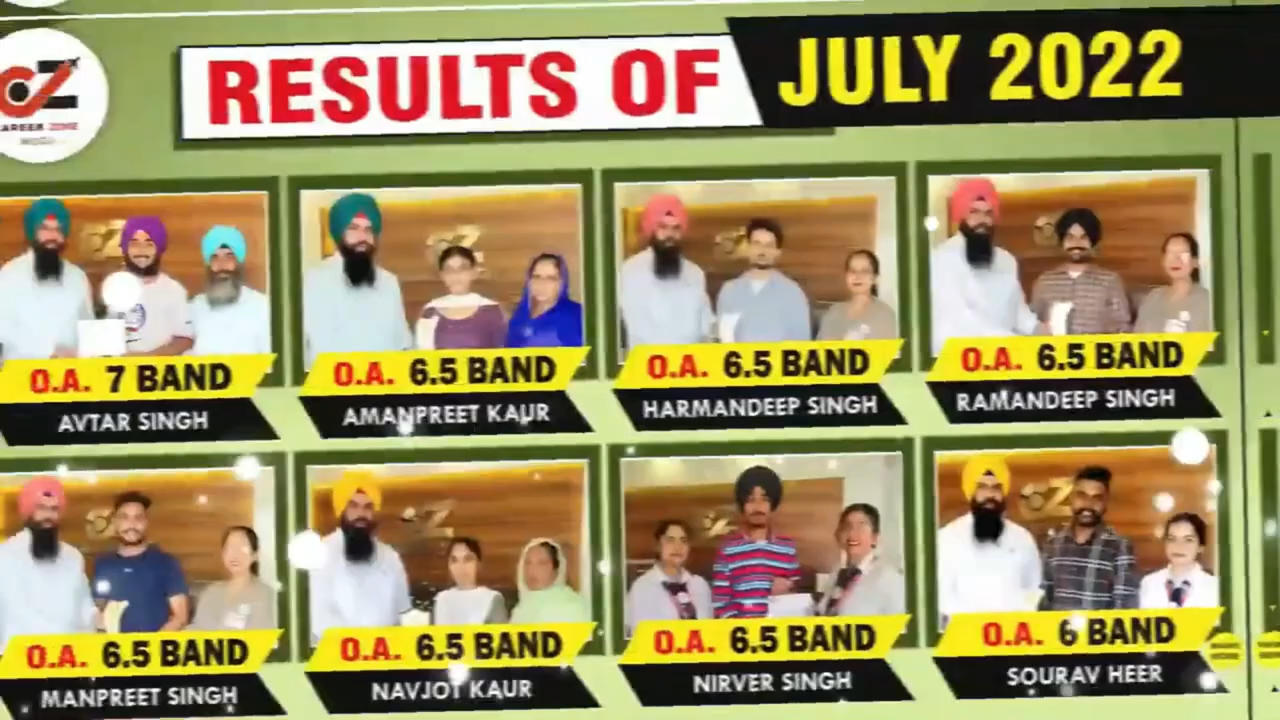 CAREER ZONE
RESULTS OF JULY 2022
O.A. 7 BAND
AVTAR SINGH
O.A. 6.5 BAND
AMANPREET KAUR
O.A. 6.5 BAND
HARMANDEEP SINGH
O.A. 6.5 BAND
RAMANDEEP SINGH
O.A. 6.5 BAND
MANPREET SINGH
O.A. 6.5 BAND
NAVJOT KAUR
O.A. 6.5 BAND
NIRVER SINGH
O.A. 6 BAND
SOURAV HEER